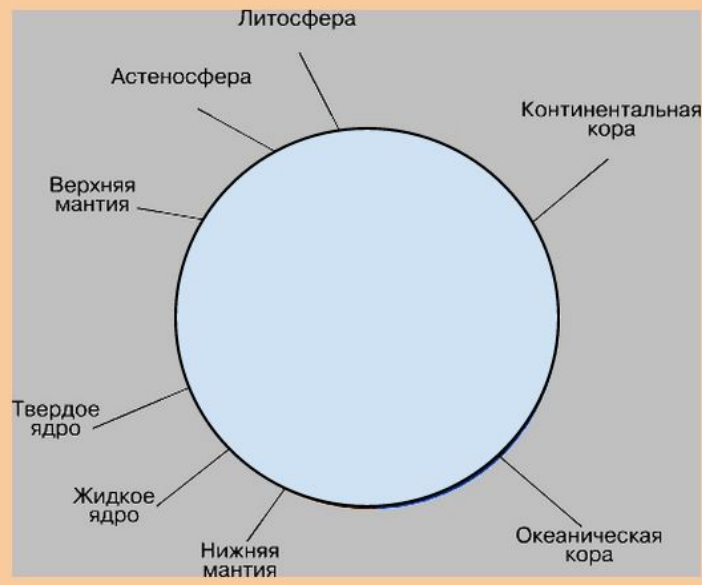 Литосфера
Астеносфера
Континентальная
кора
Верхняя
мантия
Твердое
ядро
Жидкое
ядро
Нижняя
мантия
Океаническая
кора